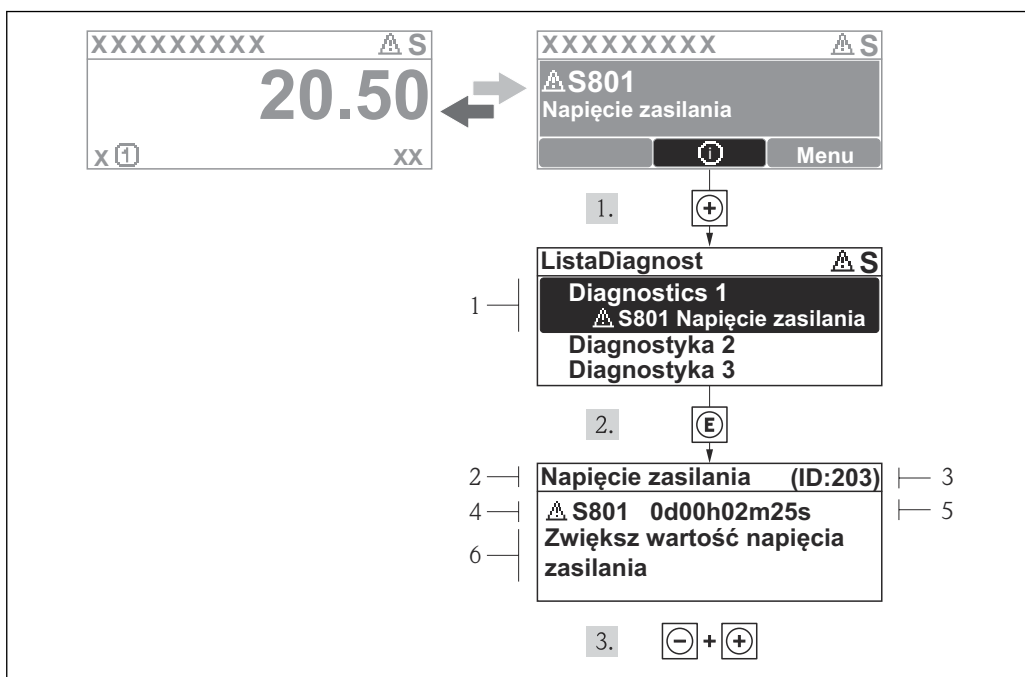 XXXXXXXXX ⚠ S
20.50
x ① xx
XXXXXXXXX ⚠ S
⚠ S801
Napięcie zasilania
ⓘ Menu
1. +
ListaDiagnost ⚠ S
1
Diagnostics 1
⚠ S801 Napięcie zasilania
Diagnostyka 2
Diagnostyka 3
2. E
2 Napięcie zasilania (ID:203) 3
4 ⚠ S801 0d00h02m25s 5
6
Zwiększ wartość napięcia
zasilania
3. - + +